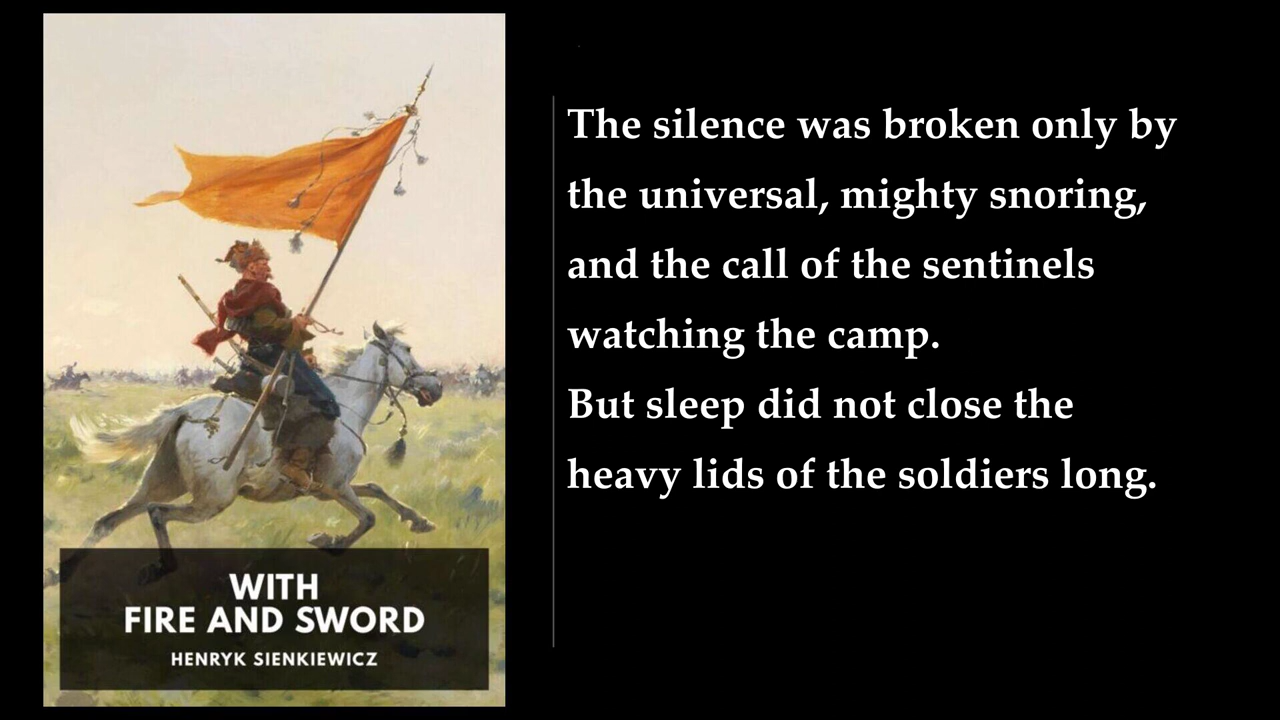 The silence was broken only by
the universal, mighty snoring,
and the call of the sentinels
watching the camp.
But sleep did not close the
heavy lids of the soldiers long.
WITH
FIRE AND SWORD
HENRYK SIENKIEWICZ